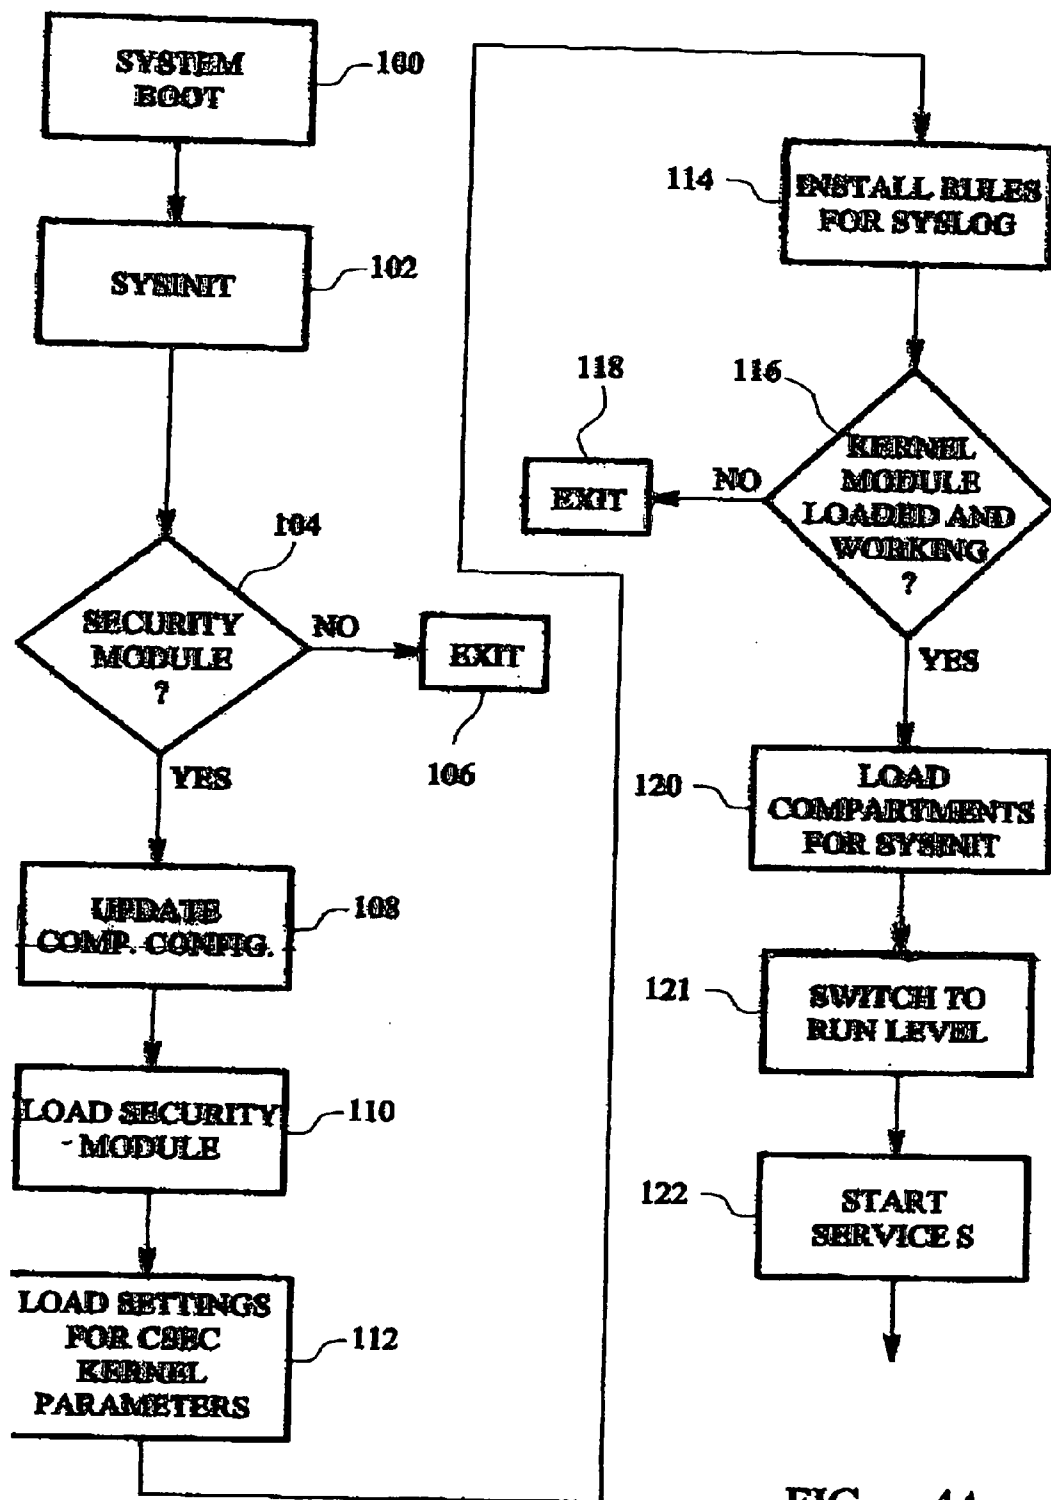 SYSTEM
BOOT
100
SYSINIT
102
104
SECURITY
MODULE
?
NO
EXIT
106
YES
UPDATE
COMP. CONFIG.
108
LOAD SECURITY
MODULE
110
LOAD SETTINGS
FOR CSEC
KERNEL
PARAMETERS
112
114
INSTALL RULES
FOR SYSLOG
116
KERNEL
MODULE
LOADED AND
WORKING
?
NO
118
EXIT
YES
120
LOAD
COMPARTMENTS
FOR SYSINIT
121
SWITCH TO
RUN LEVEL
122
START
SERVICE S